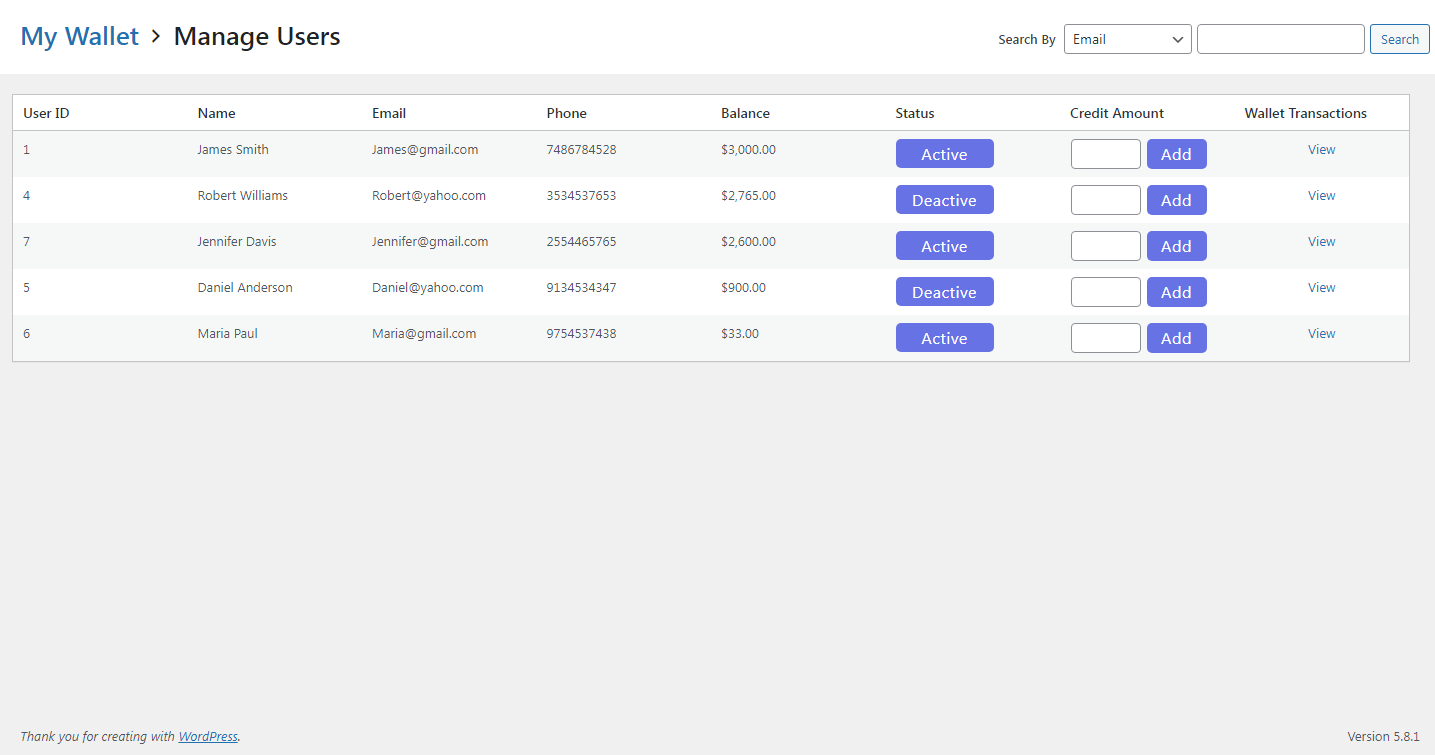 My Wallet > Manage Users
Search By Email Search
User ID Name Email Phone Balance Status Credit Amount Wallet Transactions
1 James Smith James@gmail.com 7486784528 $3,000.00 Active Add View
4 Robert Williams Robert@yahoo.com 3534537653 $2,765.00 Deactive Add View
7 Jennifer Davis Jennifer@gmail.com 2554465765 $2,600.00 Active Add View
5 Daniel Anderson Daniel@yahoo.com 9134534347 $900.00 Deactive Add View
6 Maria Paul Maria@gmail.com 9754537438 $33.00 Active Add View
Thank you for creating with WordPress. Version 5.8.1